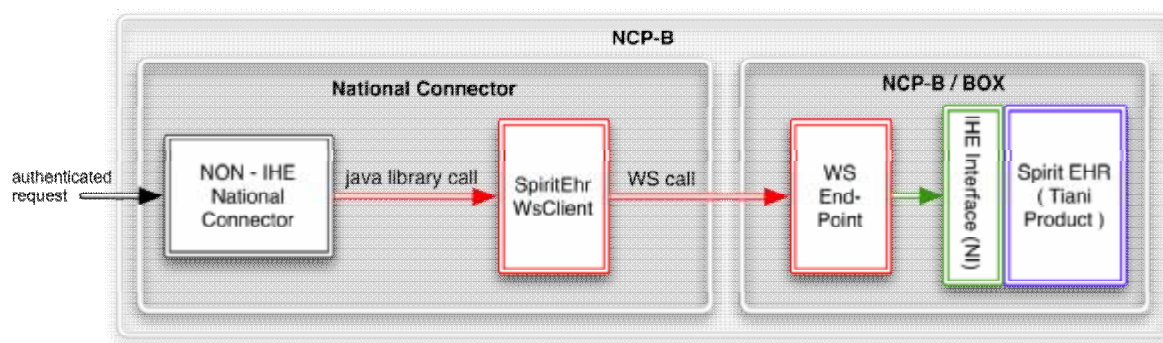 NCP-B
National Connector
NCP-B / BOX
authenticated
request
NON - IHE
National
Connector
java library call
SpiritEhr
WsClient
WS call
WS
End-
Point
IHE Interface (NI)
Spirit EHR
( Tiani
Product )